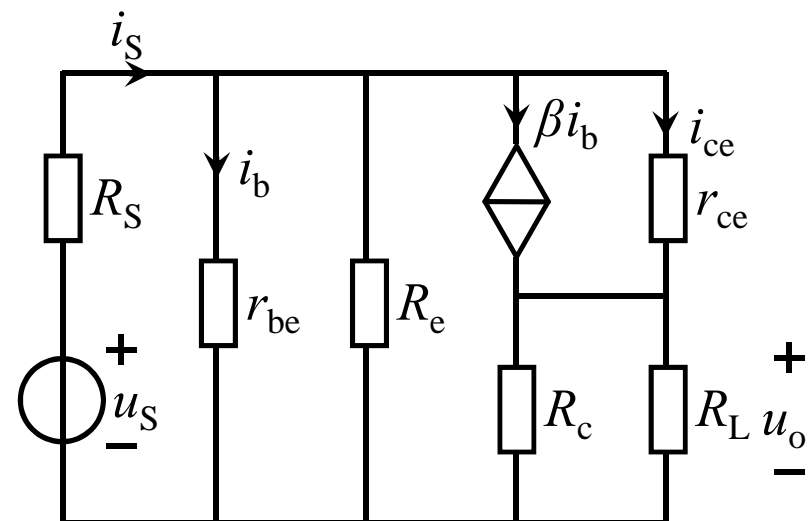 i_S
βi_b
i_b
i_ce
R_S
r_ce
r_be
R_e
+
u_S
−
R_c
R_L
+
u_o
−